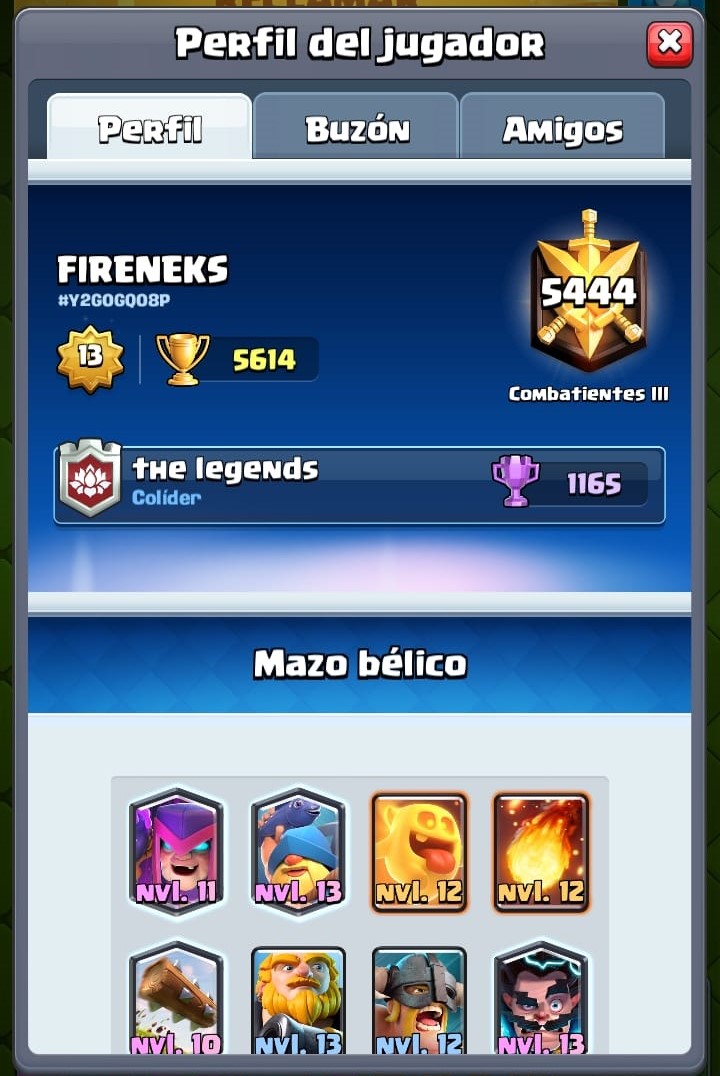 Perfil del jugador
Perfil
Buzón
Amigos
FIRENEKS
#Y2G0GQ08P
13
5614
5444
Combatientes III
the legends
Colíder
1165
Mazo bélico
nvl. 11
nvl. 13
nvl. 12
nvl. 12
nvl. 10
nvl. 13
nvl. 12
nvl. 13